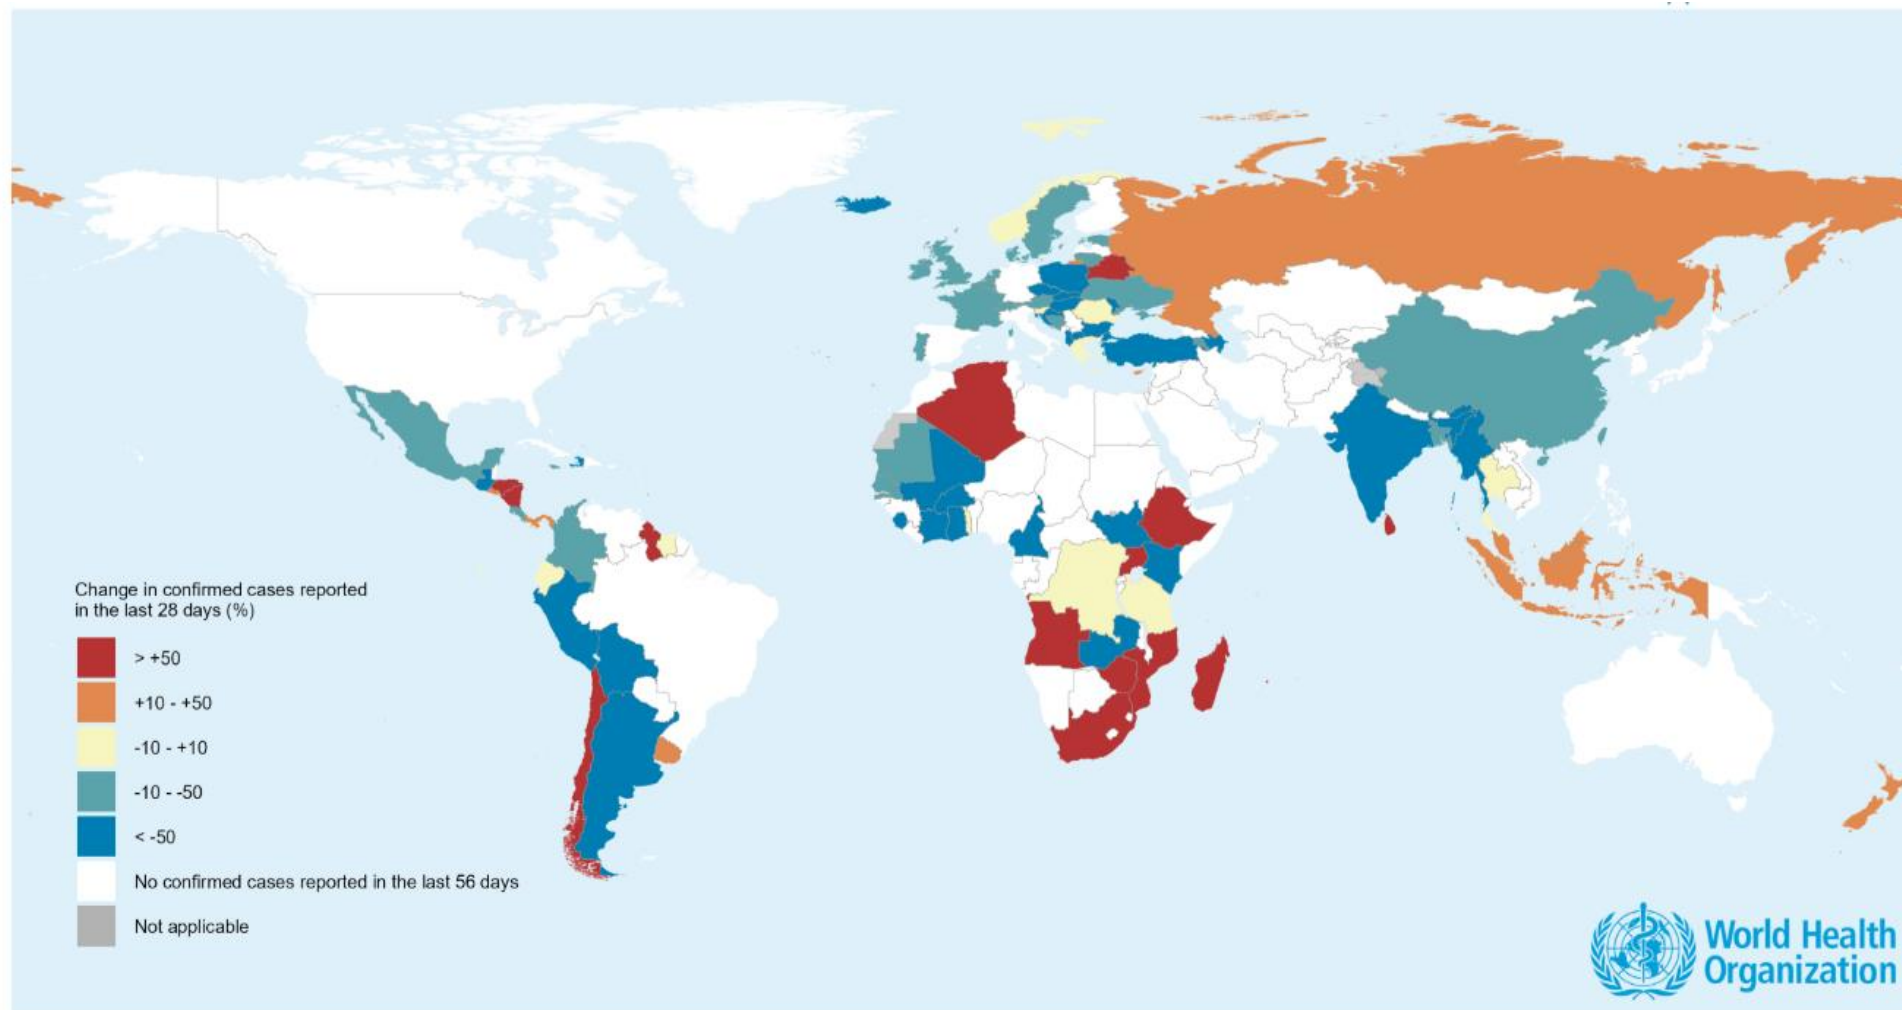 Change in confirmed cases reported
in the last 28 days (%)
> +50
+10 - +50
-10 - +10
-10 - -50
< -50
No confirmed cases reported in the last 56 days
Not applicable
World Health
Organization